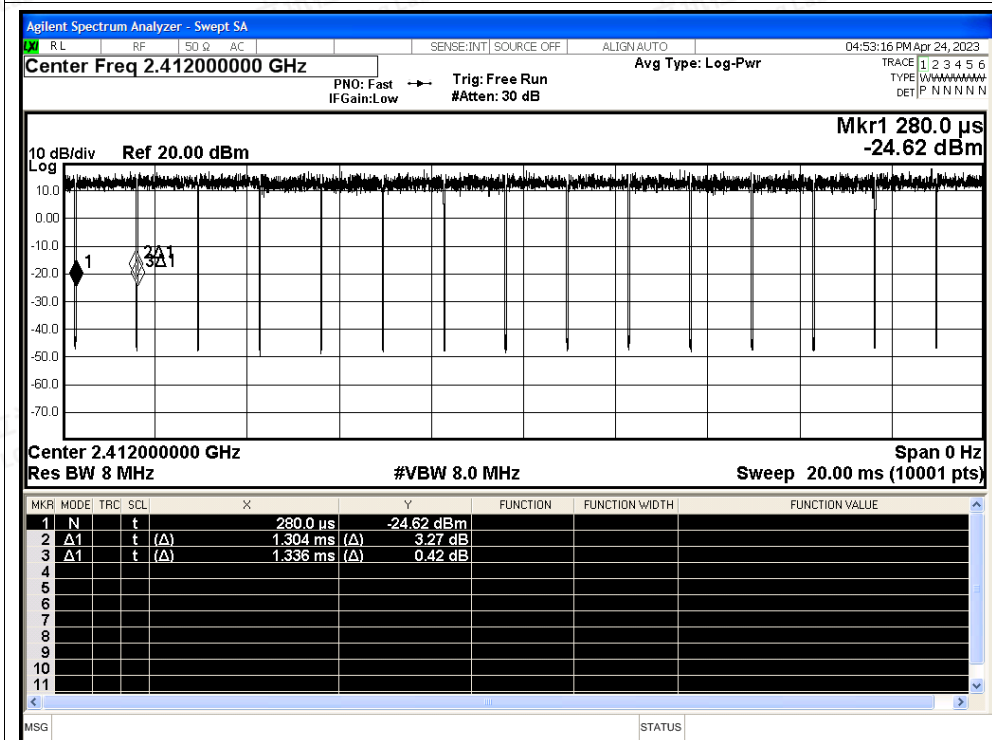 Agilent Spectrum Analyzer - Swept SA
LXI RL RF 50 Ω AC SENSE:INT SOURCE OFF ALIGN AUTO 04:53:16 PM Apr 24, 2023
Center Freq 2.412000000 GHz Avg Type: Log-Pwr TRACE 1 2 3 4 5 6
PNO: Fast Trig: Free Run TYPE W
IFGain:Low #Atten: 30 dB DET P N N N N N
Mkr1 280.0 µs
10 dB/div Ref 20.00 dBm -24.62 dBm
Log
10.0
0.00
-10.0
2Δ1
1 3Δ1
-20.0
-30.0
-40.0
-50.0
-60.0
-70.0
Center 2.412000000 GHz Span 0 Hz
Res BW 8 MHz #VBW 8.0 MHz Sweep 20.00 ms (10001 pts)
MKR MODE TRC SCL X Y FUNCTION FUNCTION WIDTH FUNCTION VALUE
1 N t 280.0 µs -24.62 dBm
2 Δ1 t (Δ) 1.304 ms (Δ) 3.27 dB
3 Δ1 t (Δ) 1.336 ms (Δ) 0.42 dB
4
5
6
7
8
9
10
11
MSG STATUS